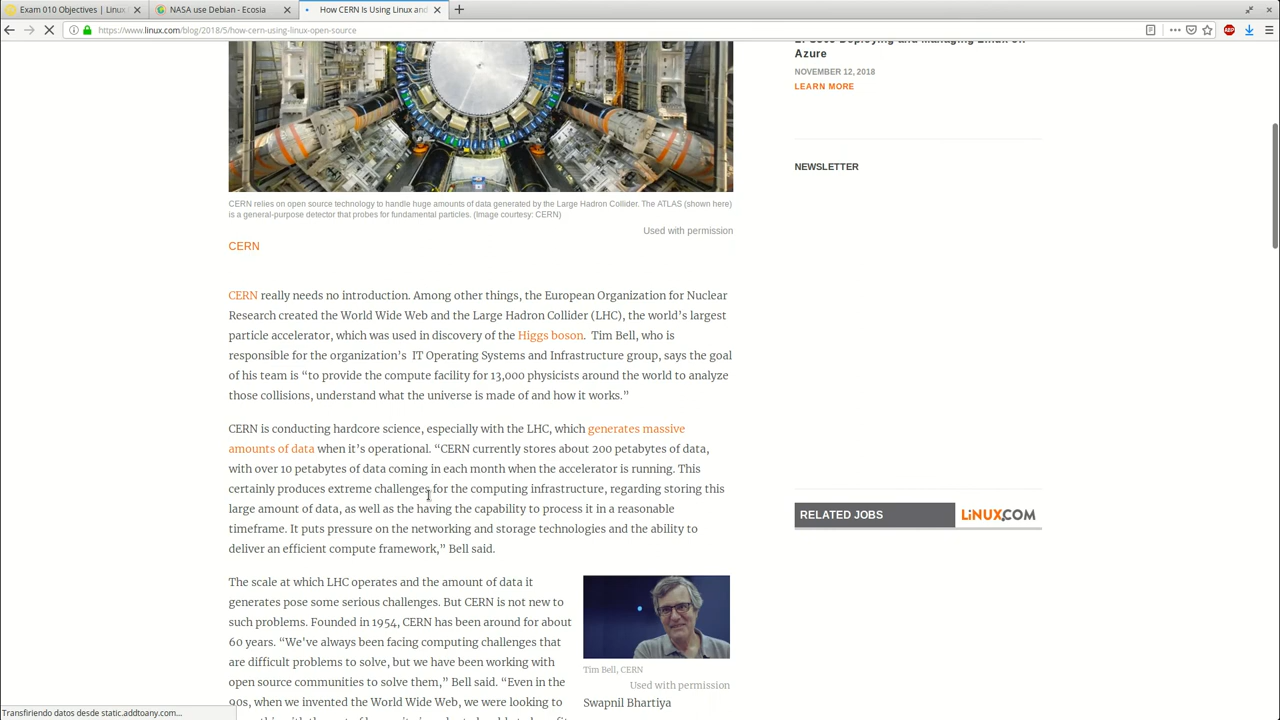 Exam 010 Objectives | Linux
NASA use Debian - Ecosia
How CERN Is Using Linux and
https://www.linux.com/blog/2018/5/how-cern-using-linux-open-source
ABP
Azure
NOVEMBER 12, 2018
LEARN MORE
NEWSLETTER
CERN relies on open source technology to handle huge amounts of data generated by the Large Hadron Collider. The ATLAS (shown here)
is a general-purpose detector that probes for fundamental particles. (Image courtesy: CERN)
Used with permission
CERN
CERN really needs no introduction. Among other things, the European Organization for Nuclear
Research created the World Wide Web and the Large Hadron Collider (LHC), the world’s largest
particle accelerator, which was used in discovery of the Higgs boson.  Tim Bell, who is
responsible for the organization’s  IT Operating Systems and Infrastructure group, says the goal
of his team is “to provide the compute facility for 13,000 physicists around the world to analyze
those collisions, understand what the universe is made of and how it works.”
CERN is conducting hardcore science, especially with the LHC, which generates massive
amounts of data when it’s operational. “CERN currently stores about 200 petabytes of data,
with over 10 petabytes of data coming in each month when the accelerator is running. This
certainly produces extreme challenges for the computing infrastructure, regarding storing this
large amount of data, as well as the having the capability to process it in a reasonable
timeframe. It puts pressure on the networking and storage technologies and the ability to
deliver an efficient compute framework,” Bell said.
RELATED JOBS
LiNUX.COM
The scale at which LHC operates and the amount of data it
generates pose some serious challenges. But CERN is not new to
such problems. Founded in 1954, CERN has been around for about
60 years. “We've always been facing computing challenges that
are difficult problems to solve, but we have been working with
open source communities to solve them,” Bell said. “Even in the
90s, when we invented the World Wide Web, we were looking to
Tim Bell, CERN
Used with permission
Swapnil Bhartiya
Transfiriendo datos desde static.addtoany.com...